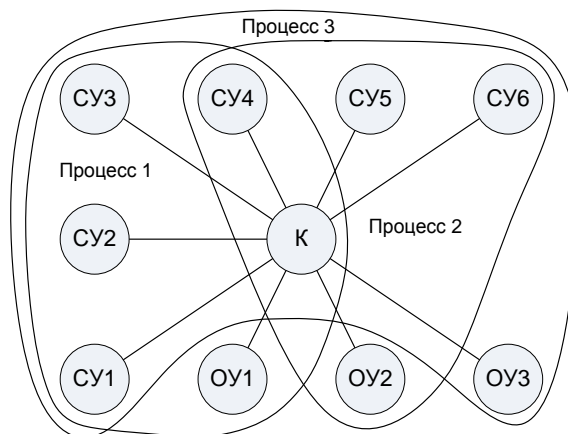 Процесс 3
СУ3
СУ4
СУ5
СУ6
Процесс 1
СУ2
К
Процесс 2
СУ1
ОУ1
ОУ2
ОУ3